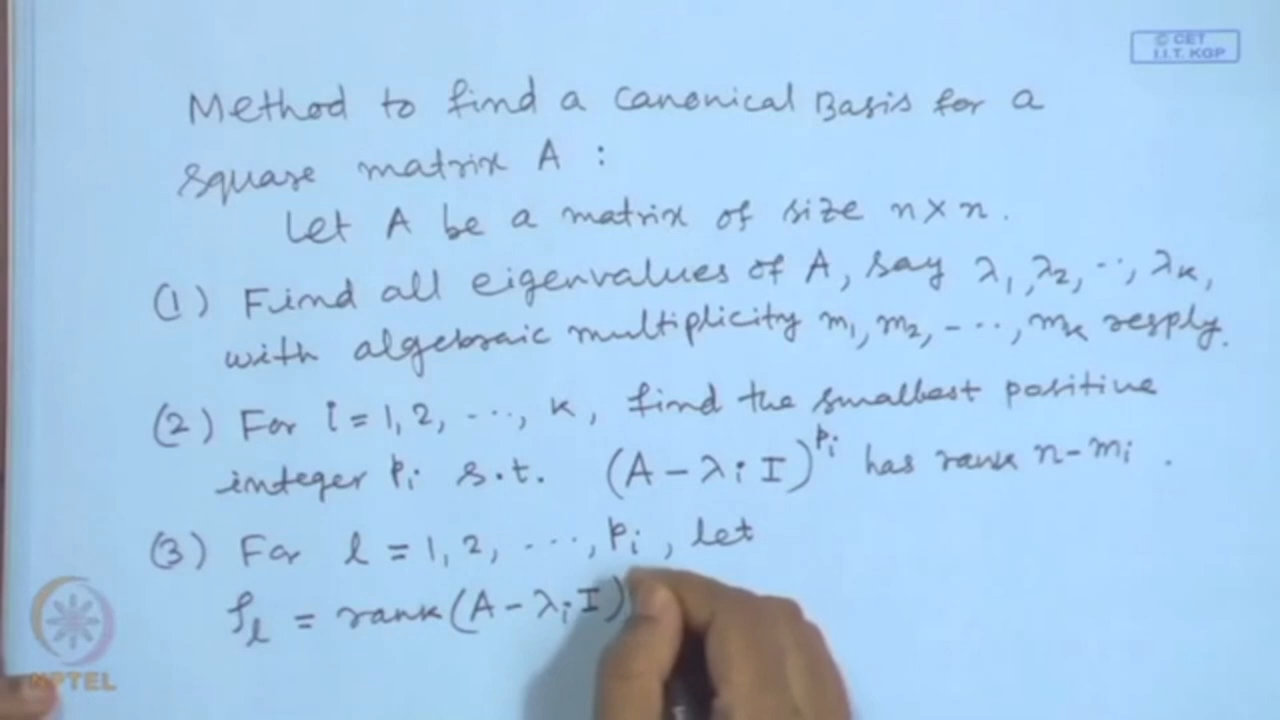 © CET
I.I.T. KGP
Method to find a canonical Basis for a
square matrix A :
Let A be a matrix of size n×n.
(1) Find all eigenvalues of A, say λ₁, λ₂, ··, λₖ,
with algebraic multiplicity m₁, m₂, -··, mₖ resply.
(2) For i = 1, 2, ···, k, find the smallest positive
integer pᵢ s.t. (A - λᵢ I)^pᵢ has rank n-mᵢ .
(3) For l = 1, 2, ···, pᵢ, let
ρₗ = rank(A - λᵢ I)
NPTEL